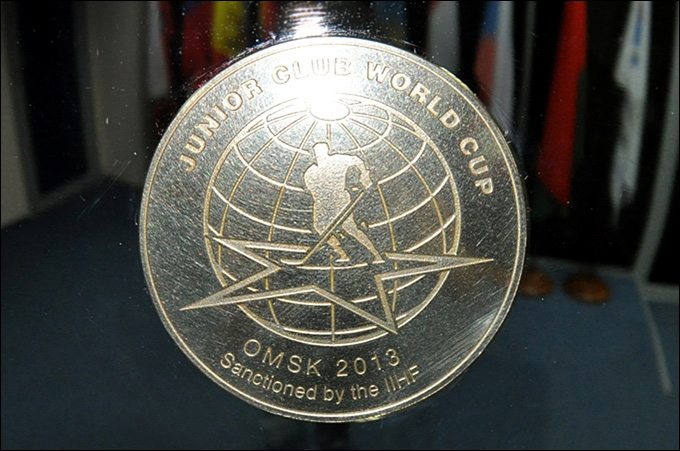 JUNIOR CLUB WORLD CUP
OMSK 2013
Sanctioned by the IIHF